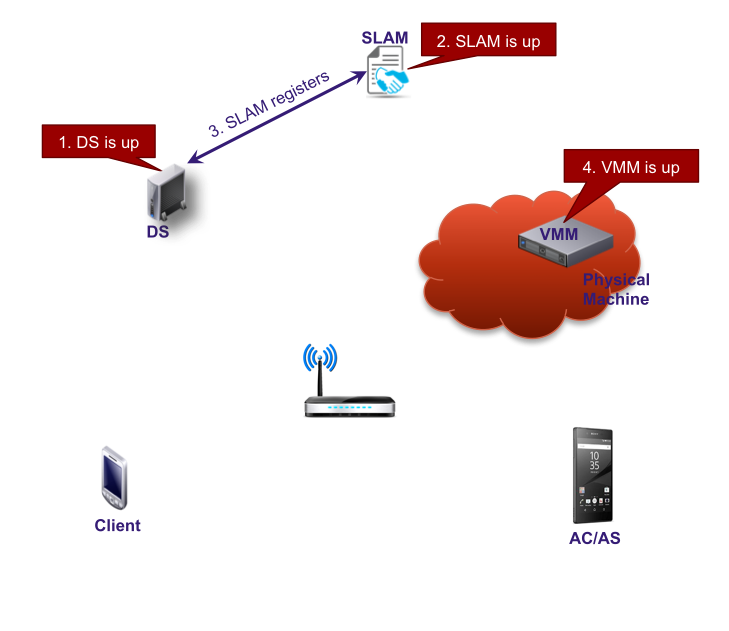 SLAM
2. SLAM is up
3. SLAM registers
1. DS is up
4. VMM is up
DS
VMM
Physical
Machine
10
35
Client
AC/AS